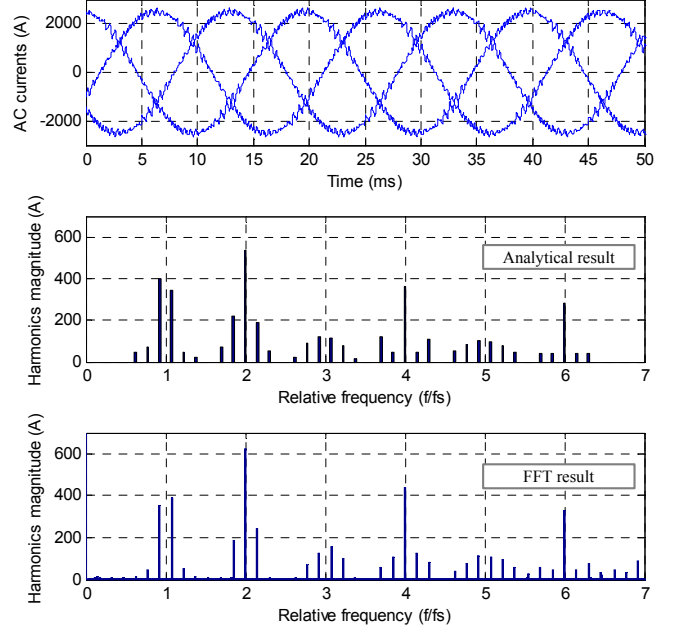 AC currents (A)
2000
0
-2000
0 5 10 15 20 25 30 35 40 45 50
Time (ms)
Harmonics magnitude (A)
600
400
200
0
Analytical result
0 1 2 3 4 5 6 7
Relative frequency (f/fs)
Harmonics magnitude (A)
600
400
200
0
FFT result
0 1 2 3 4 5 6 7
Relative frequency (f/fs)